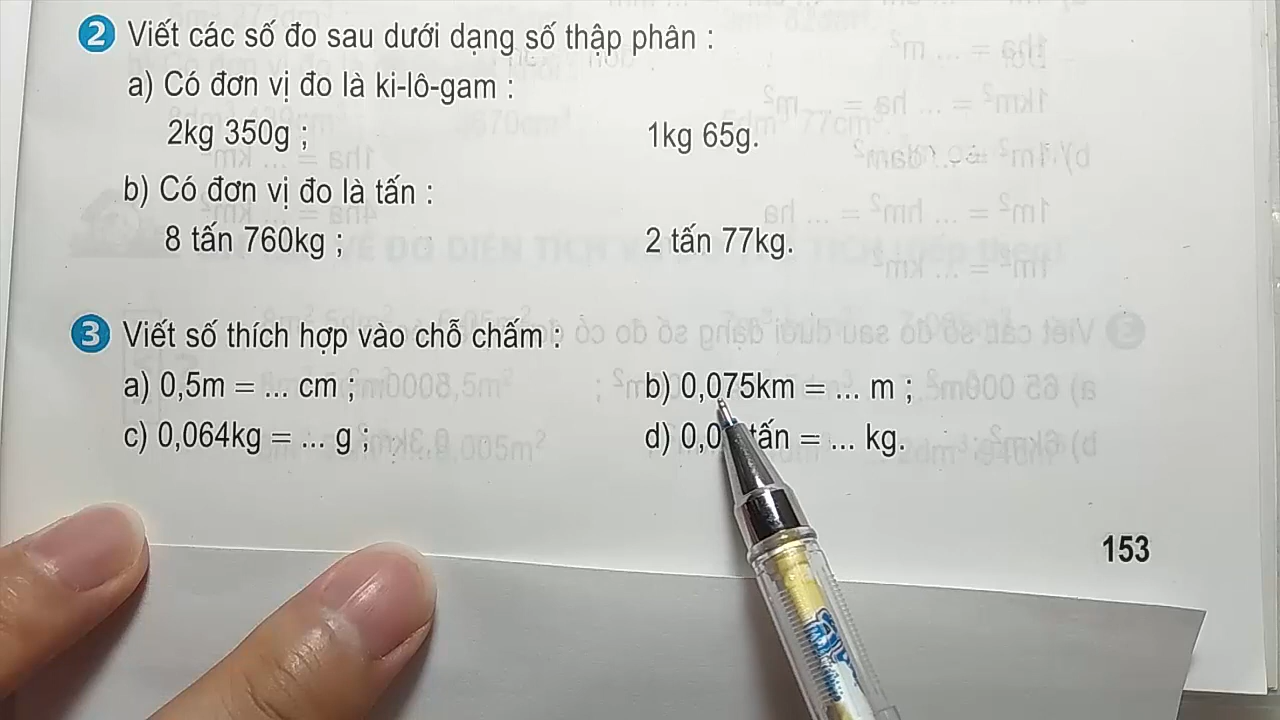 2 Viết các số đo sau dưới dạng số thập phân :
a) Có đơn vị đo là ki-lô-gam :
2kg 350g ; 1kg 65g.
b) Có đơn vị đo là tấn :
8 tấn 760kg ; 2 tấn 77kg.
3 Viết số thích hợp vào chỗ chấm :
a) 0,5m = ... cm ; b) 0,075km = ... m ;
c) 0,064kg = ... g ; d) tấn = ... kg.
153